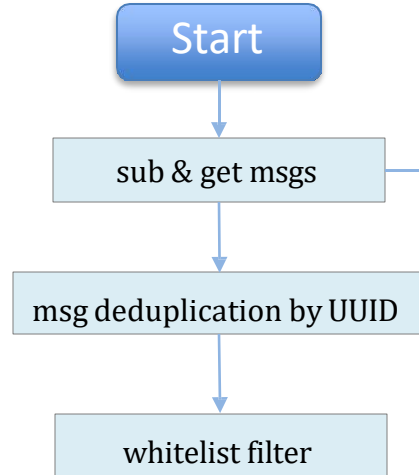 Start
sub & get msgs
msg deduplication by UUID
whitelist filter